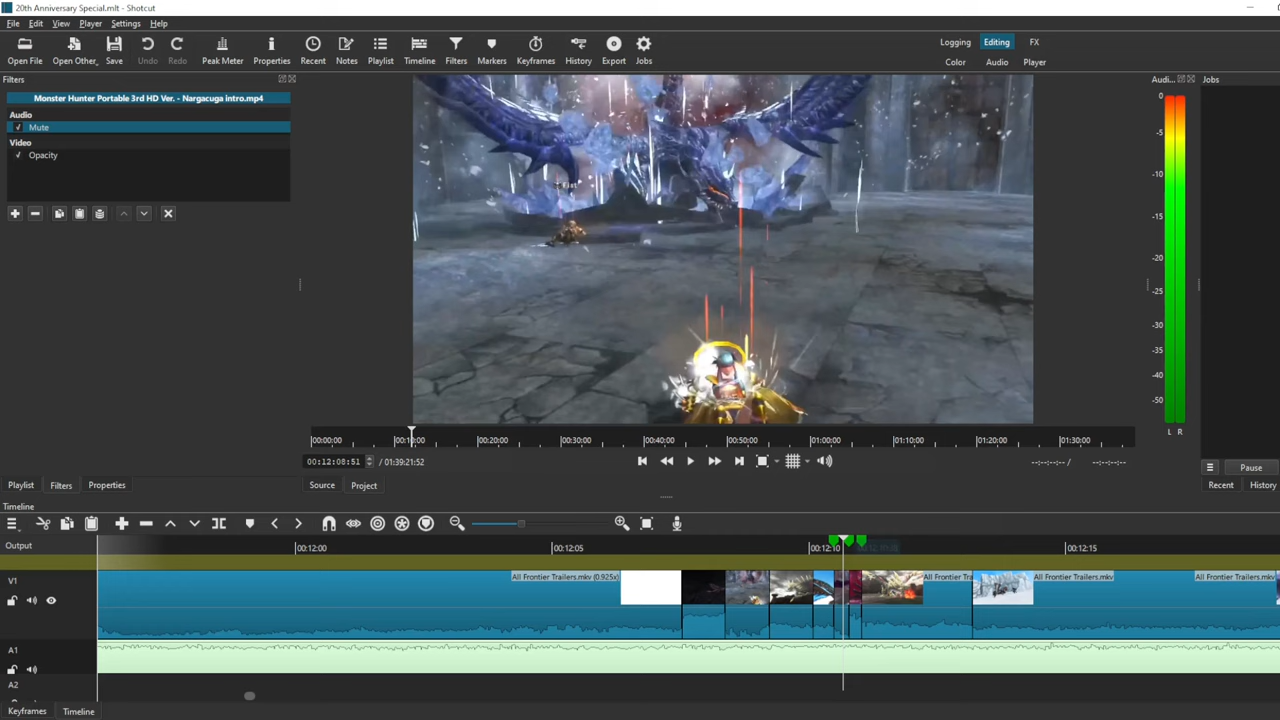 20th Anniversary Special.mlt - Shotcut
File Edit View Player Settings Help
Open File Open Other Save Undo Redo Peak Meter Properties Recent Notes Playlist Timeline Filters Markers Keyframes History Export Jobs
Logging Editing FX
Color Audio Player
Filters
Audi...
Jobs
Monster Hunter Portable 3rd HD Ver. - Nargacuga intro.mp4
Audio
Mute
Video
Opacity
0
-5
-10
-15
-20
-25
-30
-35
-40
-45
-50
L R
00:00:00 00:10:00 00:20:00 00:30:00 00:40:00 00:50:00 01:00:00 01:10:00 01:20:00 01:30:00
00:12:08:51 / 01:39:21:52
--:--:--:-- / --:--:--:--
Pause
Playlist Filters Properties
Source Project
Recent History
Timeline
Output
00:12:00 00:12:05 00:12:10 00:12:15
V1
All Frontier Trailers.mkv (0.925x)
All Frontier Tra
All Frontier Trailers.mkv
All Frontier Trailers.mkv
A1
A2
Keyframes Timeline